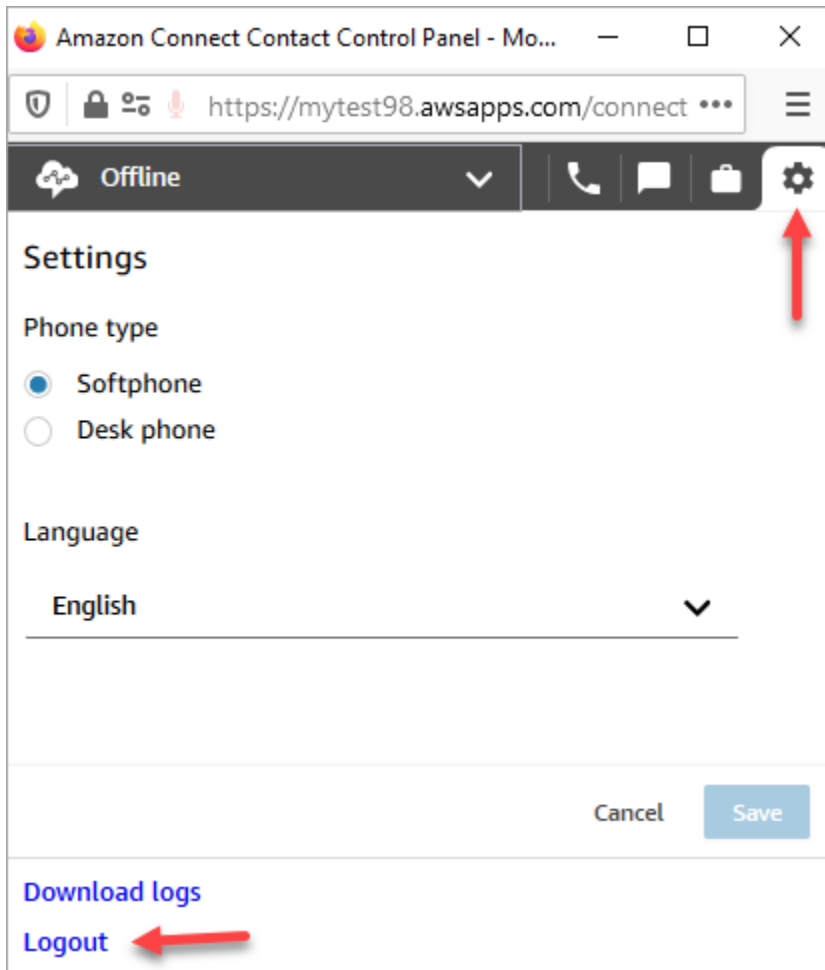 Amazon Connect Contact Control Panel - Mo...
https://mytest98.awsapps.com/connect
Offline
Settings
Phone type
Softphone
Desk phone
Language
English
Cancel Save
Download logs
Logout